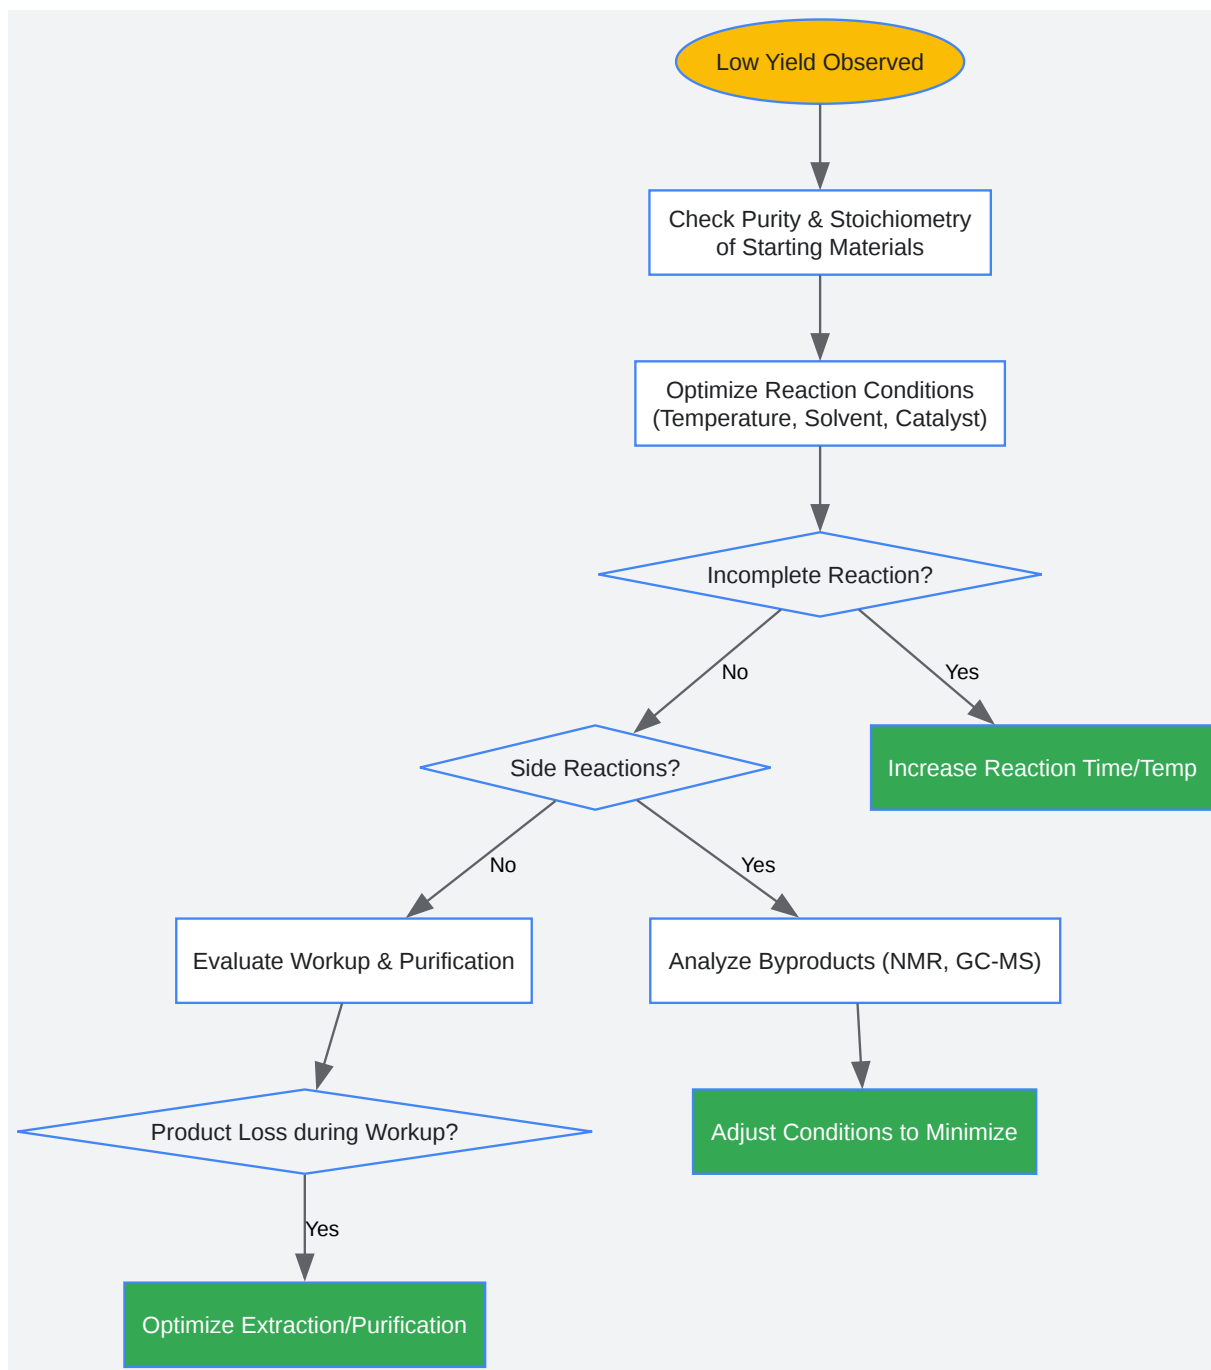 Low Yield Observed
Check Purity & Stoichiometry
of Starting Materials
Optimize Reaction Conditions
(Temperature, Solvent, Catalyst)
Incomplete Reaction?
No
Yes
Side Reactions?
Increase Reaction Time/Temp
No
Yes
Evaluate Workup & Purification
Analyze Byproducts (NMR, GC-MS)
Product Loss during Workup?
Adjust Conditions to Minimize
Yes
Optimize Extraction/Purification